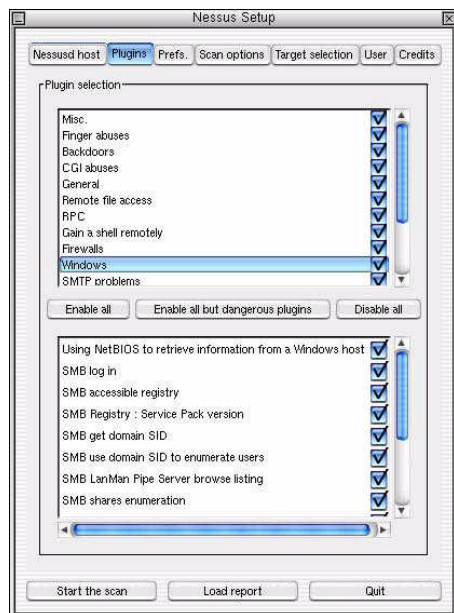 Nessus Setup
Nessusd host Plugins Prefs. Scan options Target selection User Credits
Plugin selection
Misc.
Finger abuses
Backdoors
CGI abuses
General
Remote file access
RPC
Gain a shell remotely
Firewalls
Windows
SMTP problems
Enable all Enable all but dangerous plugins Disable all
Using NetBIOS to retrieve information from a Windows host
SMB log in
SMB accessible registry
SMB Registry : Service Pack version
SMB get domain SID
SMB use domain SID to enumerate users
SMB LanMan Pipe Server browse listing
SMB shares enumeration
Start the scan Load report Quit